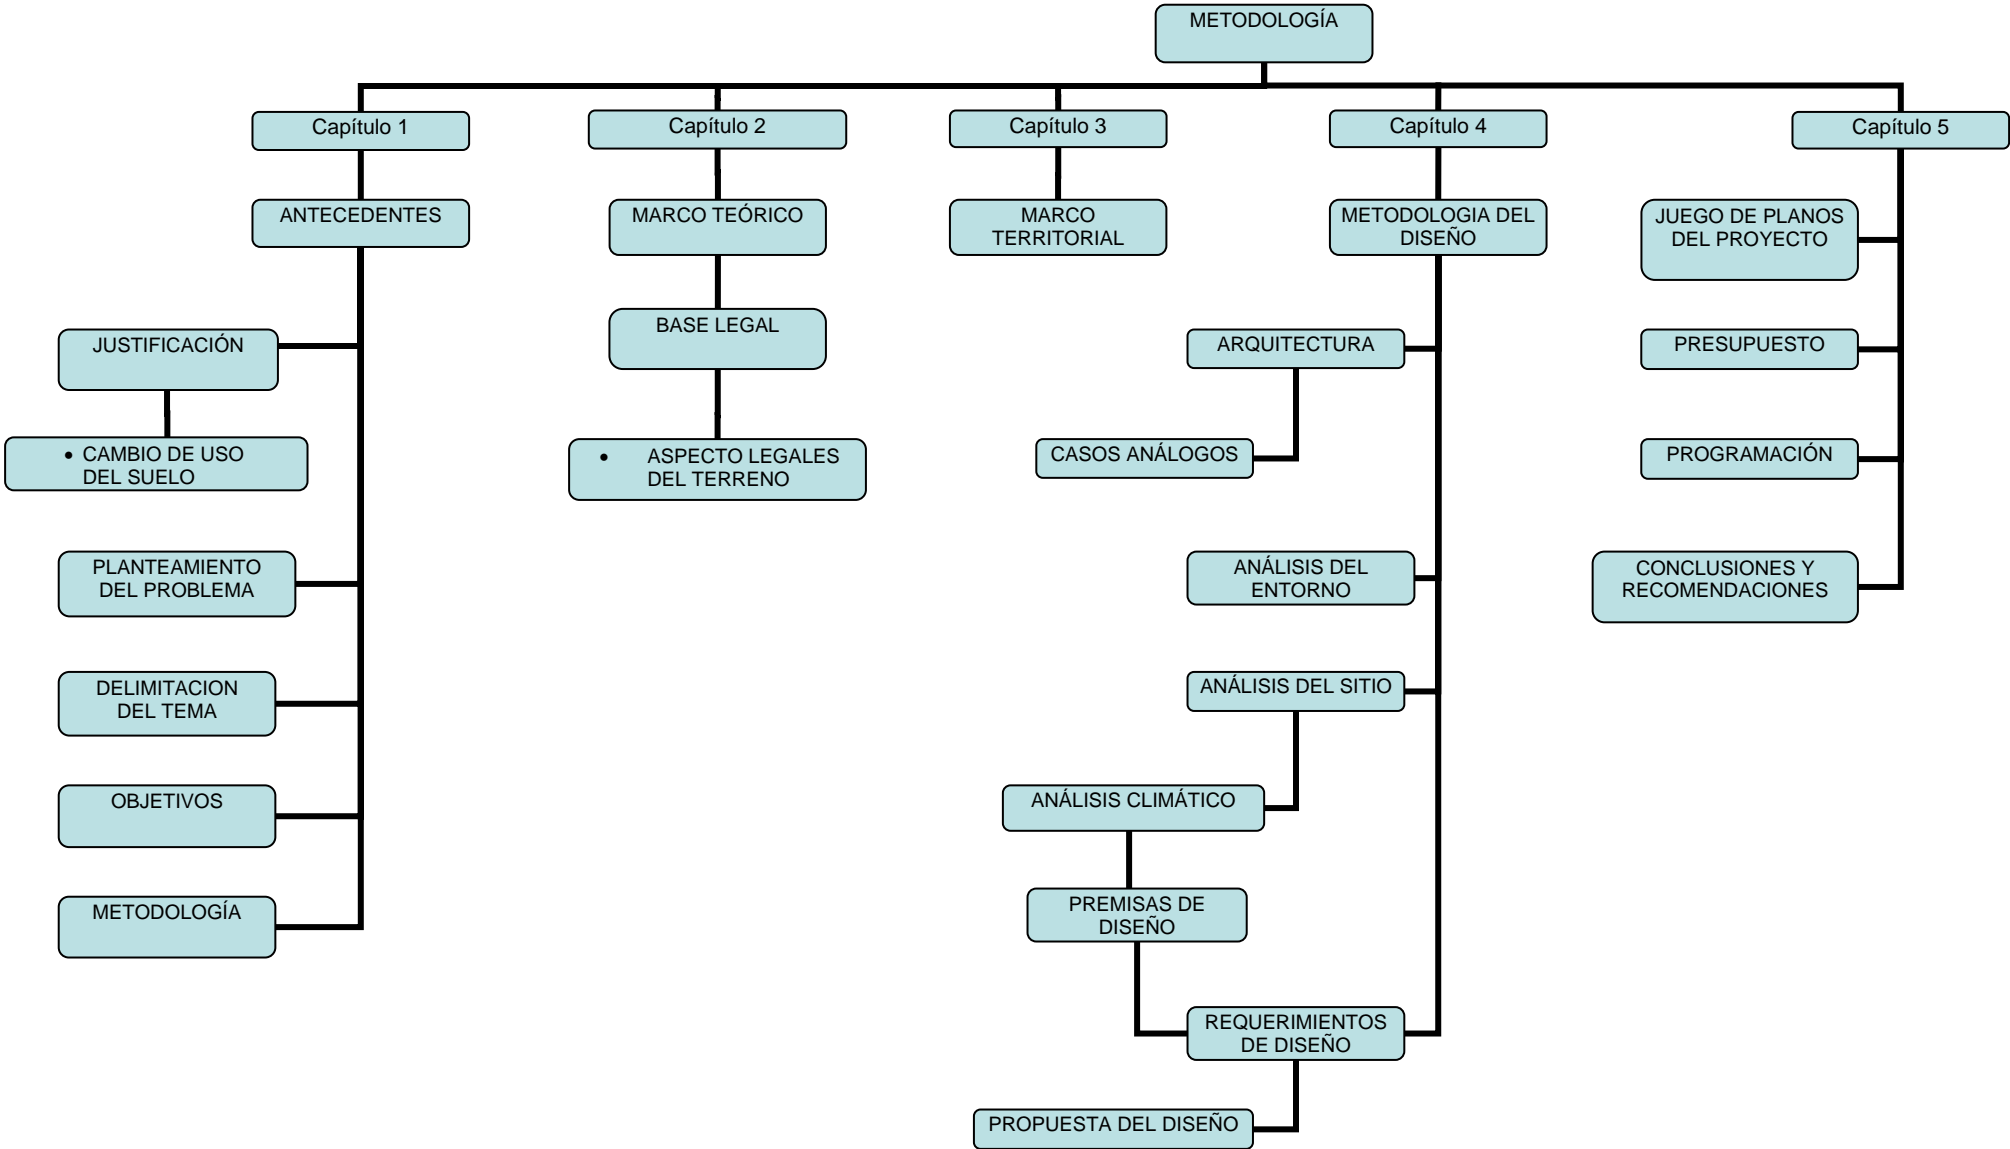 METODOLOGÍA
Capítulo 1
Capítulo 2
Capítulo 3
Capítulo 4
Capítulo 5
ANTECEDENTES
MARCO TEÓRICO
MARCO
TERRITORIAL
METODOLOGIA DEL
DISEÑO
JUEGO DE PLANOS
DEL PROYECTO
JUSTIFICACIÓN
BASE LEGAL
ARQUITECTURA
PRESUPUESTO
• CAMBIO DE USO
DEL SUELO
• ASPECTO LEGALES
DEL TERRENO
CASOS ANÁLOGOS
PROGRAMACIÓN
PLANTEAMIENTO
DEL PROBLEMA
ANÁLISIS DEL
ENTORNO
CONCLUSIONES Y
RECOMENDACIONES
DELIMITACION
DEL TEMA
ANÁLISIS DEL SITIO
OBJETIVOS
ANÁLISIS CLIMÁTICO
METODOLOGÍA
PREMISAS DE
DISEÑO
REQUERIMIENTOS
DE DISEÑO
PROPUESTA DEL DISEÑO